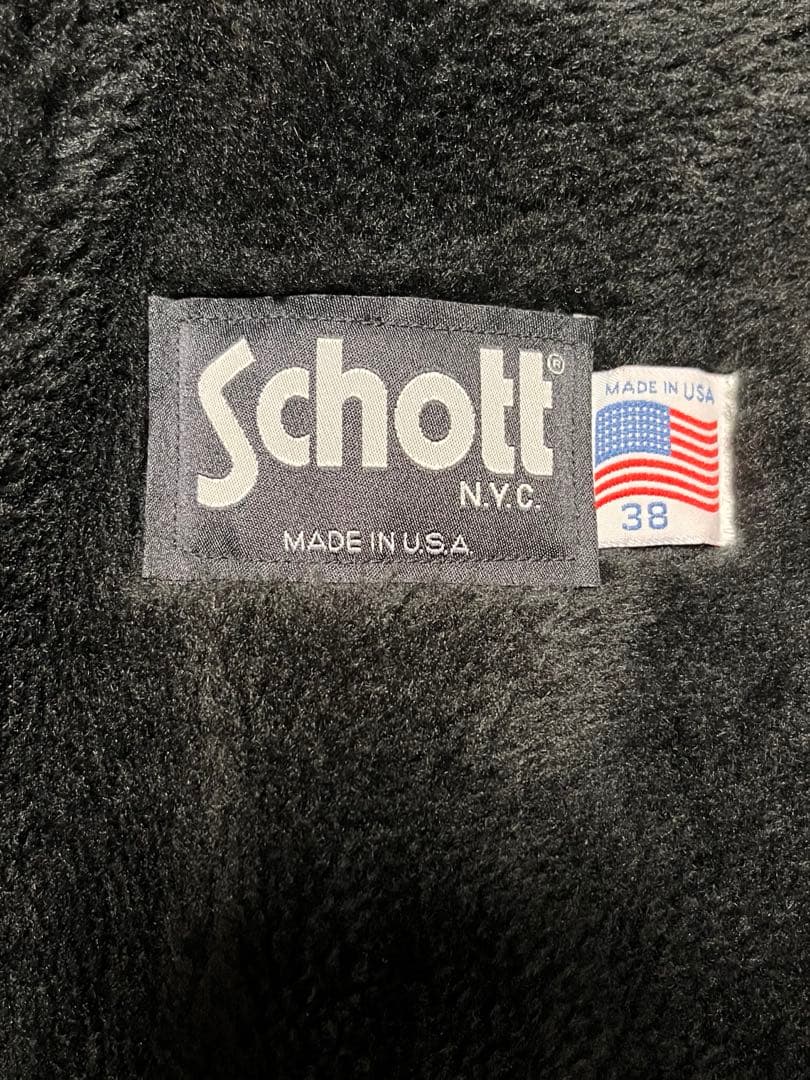 Schott®
N.Y.C.
MADE IN U.S.A.
MADE IN USA
38